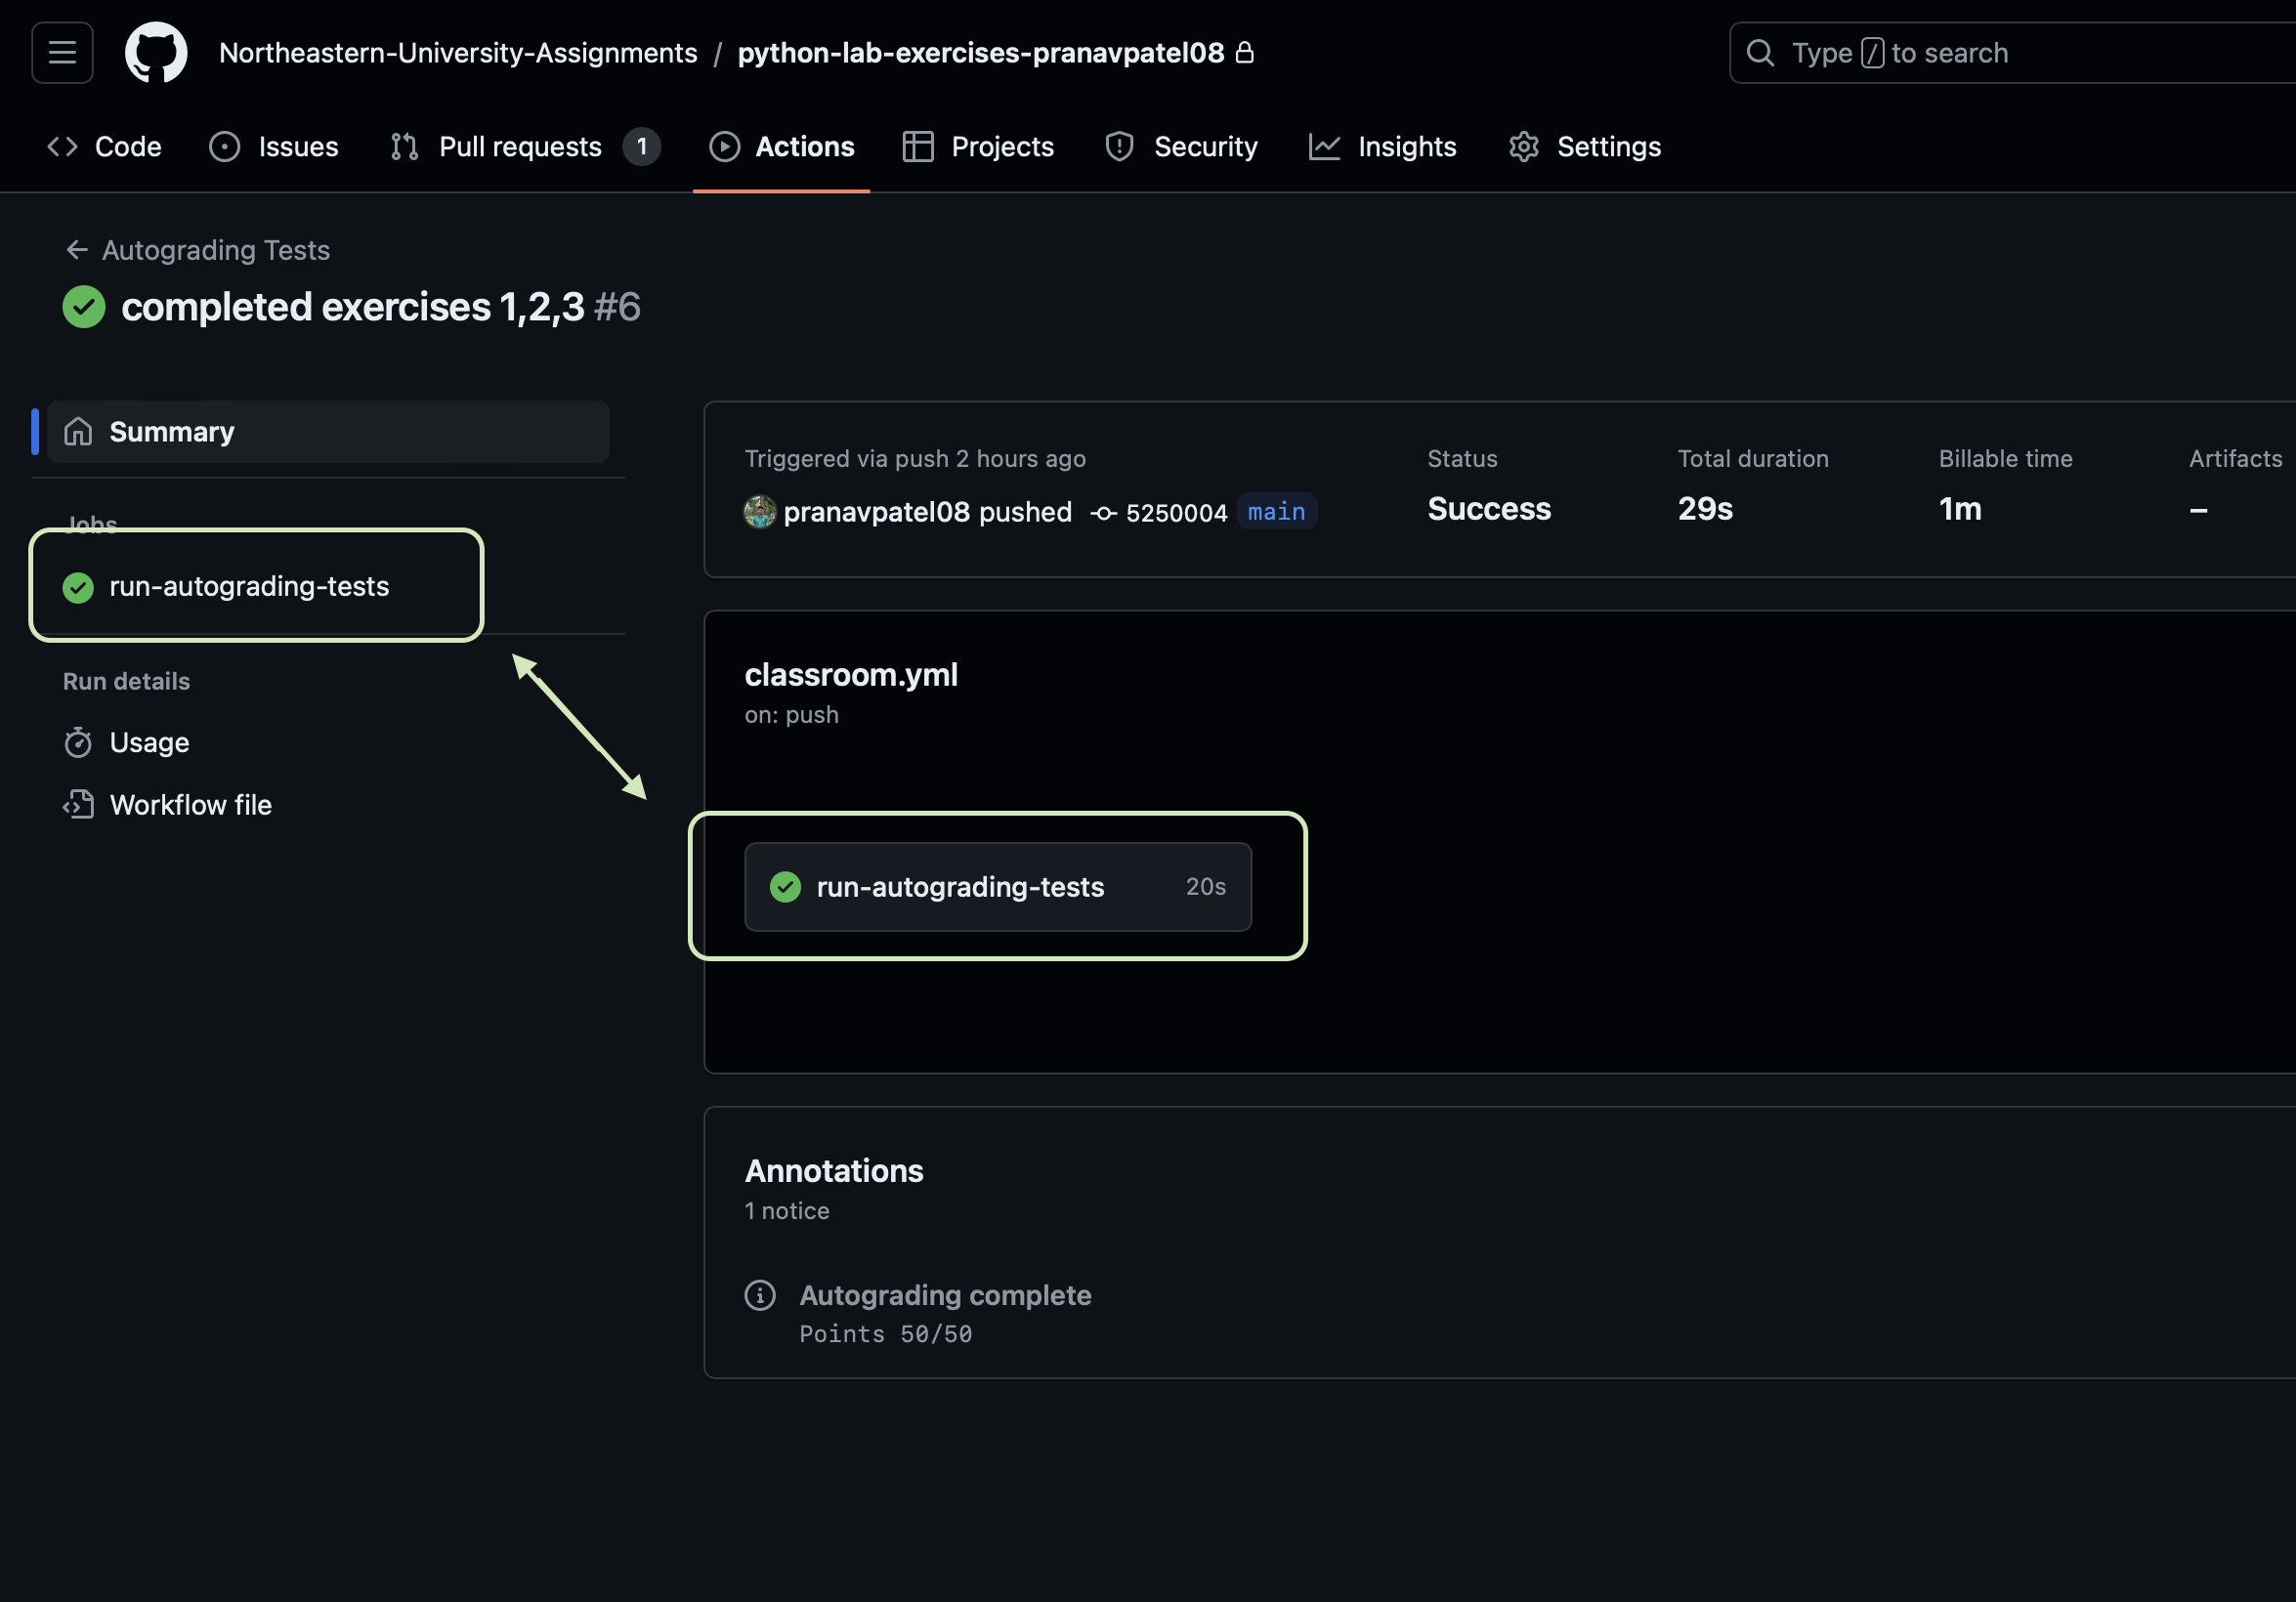 Northeastern-University-Assignments / python-lab-exercises-pranavpatel08
Type / to search
Code Issues Pull requests 1 Actions Projects Security Insights Settings
← Autograding Tests
completed exercises 1,2,3 #6
Summary
Jobs
run-autograding-tests
Run details
Usage
Workflow file
Triggered via push 2 hours ago
pranavpatel08 pushed 5250004 main
Status
Success
Total duration
29s
Billable time
1m
Artifacts
–
classroom.yml
on: push
run-autograding-tests 20s
Annotations
1 notice
Autograding complete
Points 50/50